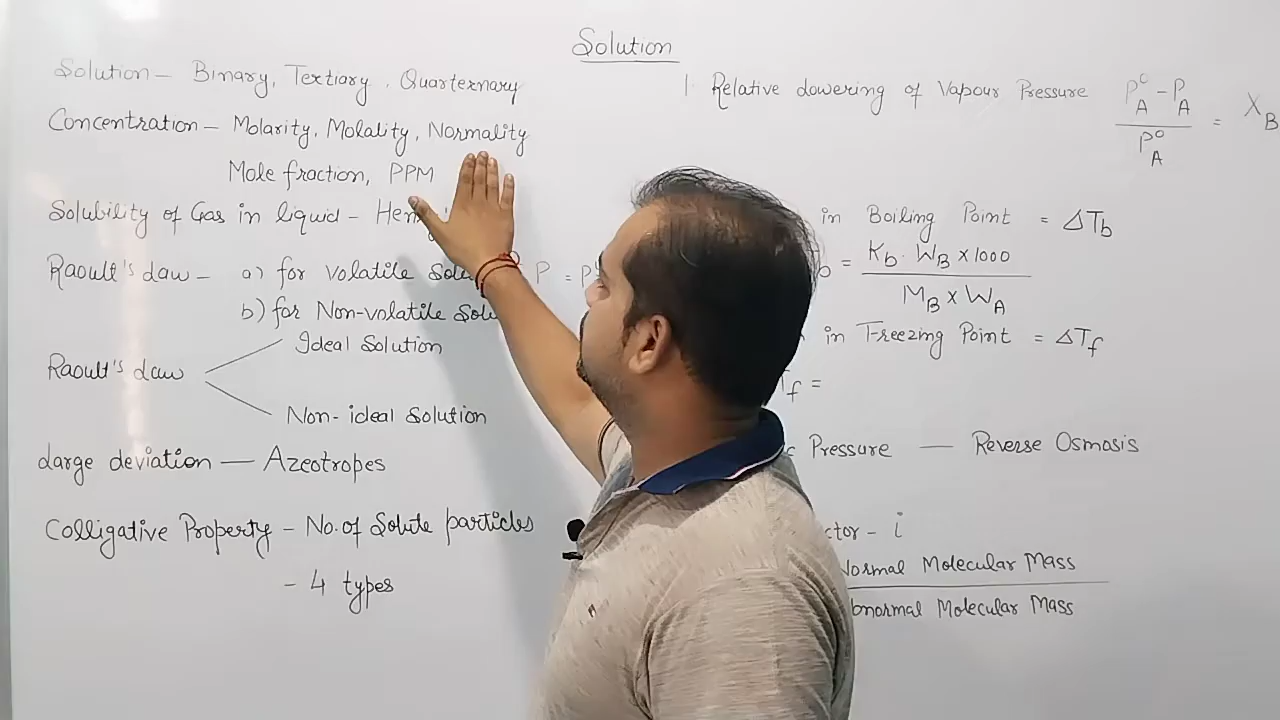 Solution
Solution - Binary, Tertiary, Quarternary
Concentration - Molarity, Molality, Normality
Mole fraction, PPM
Solubility of Gas in liquid - Hen
Raoult's Law - a) for volatile Solu P = P
b) for Non-volatile Solu
Raoult's Law
Ideal Solution
Non-ideal Solution
Large deviation - Azeotropes
Colligative Property - No. of Solute particles
- 4 types
1. Relative Lowering of Vapour Pressure (P°A - PA) / P°A = XB
in Boiling Point = ΔTb
b = Kb . WB x 1000 / MB x WA
in Freezing Point = ΔTf
f =
c Pressure — Reverse Osmosis
ctor - i
Normal Molecular Mass
bnormal Molecular Mass